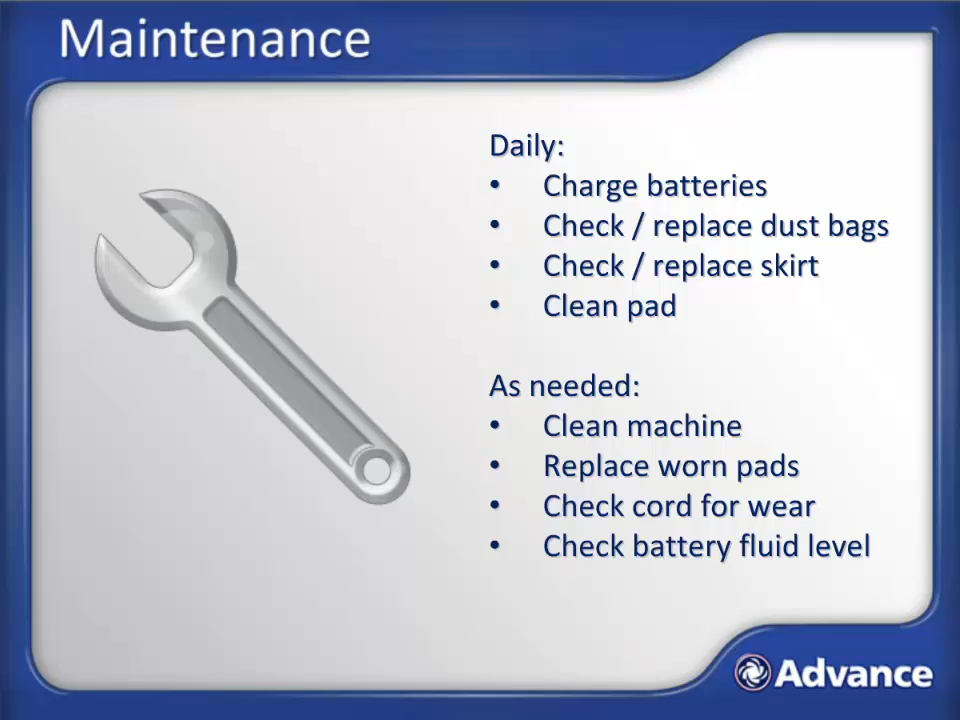 Maintenance
Daily:
• Charge batteries
• Check / replace dust bags
• Check / replace skirt
• Clean pad
As needed:
• Clean machine
• Replace worn pads
• Check cord for wear
• Check battery fluid level
Advance